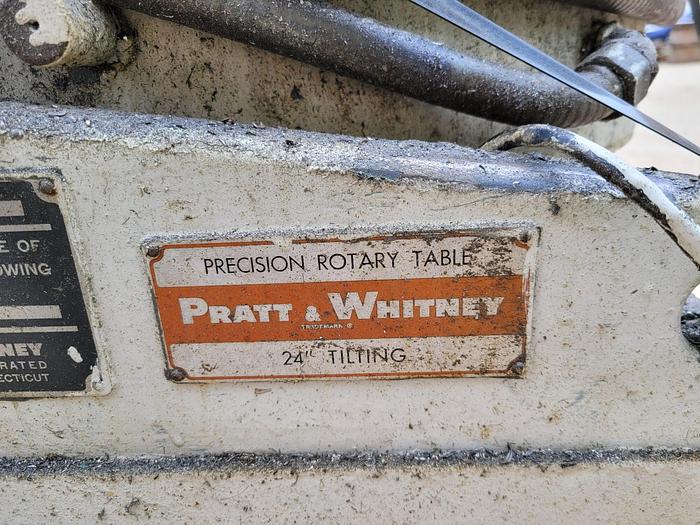 E OF
OWING
NEY
RATED
ECTICUT
PRECISION ROTARY TABLE
PRATT & WHITNEY
TRADEMARK ®
24" TILTING